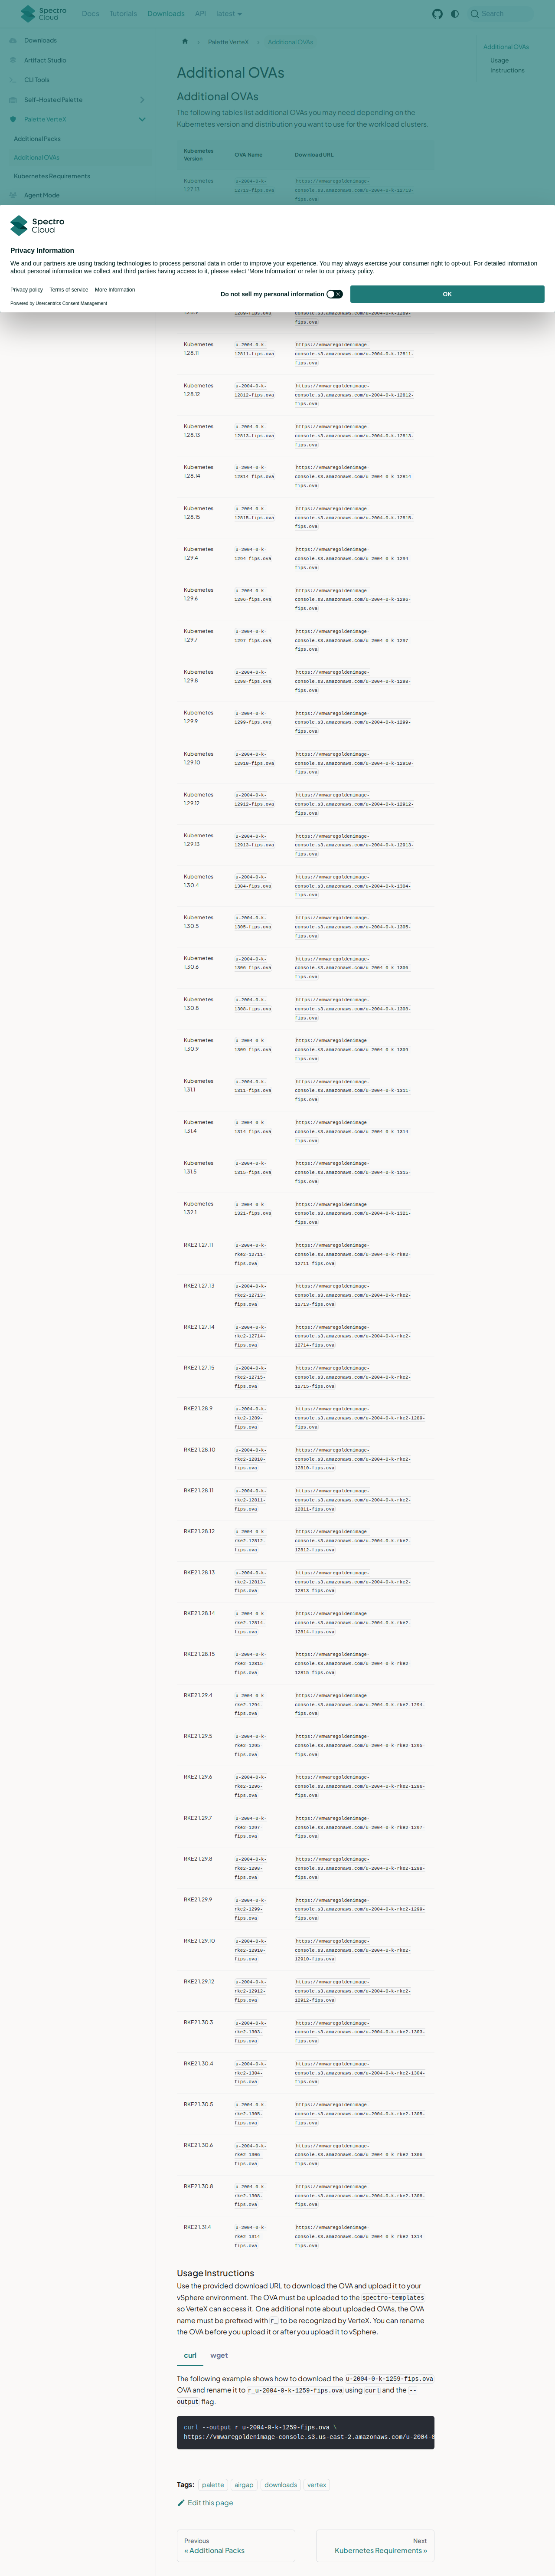 Spectro Cloud
Docs
Tutorials
Downloads
API
latest
Search
Downloads
Artifact Studio
CLI Tools
Self-Hosted Palette
Palette VerteX
Additional Packs
Additional OVAs
Kubernetes Requirements
Agent Mode
Palette VerteX
Additional OVAs
Additional OVAs
Usage
Instructions
Additional OVAs
Additional OVAs
The following tables list additional OVAs you may need depending on the
Kubernetes version and distribution you want to use for the workload clusters.
Kubernetes Version OVA Name Download URL
Kubernetes 1.27.13
u-2004-0-k-
12713-fips.ova
https://vmwaregoldenimage-
console.s3.amazonaws.com/u-2004-0-k-12713-
fips.ova
Spectro Cloud
Privacy Information
We and our partners are using tracking technologies to process personal data in order to improve your experience. You may always exercise your consumer right to opt-out. For detailed
information about personal information we collect and third parties having access to it, please select 'More Information' or refer to our privacy policy.
Privacy policy Terms of service More Information
Powered by Usercentrics Consent Management
Do not sell my personal information
OK
fips.ova
Kubernetes 1.28.11
u-2004-0-k-
12811-fips.ova
https://vmwaregoldenimage-
console.s3.amazonaws.com/u-2004-0-k-12811-
fips.ova
Kubernetes 1.28.12
u-2004-0-k-
12812-fips.ova
https://vmwaregoldenimage-
console.s3.amazonaws.com/u-2004-0-k-12812-
fips.ova
Kubernetes 1.28.13
u-2004-0-k-
12813-fips.ova
https://vmwaregoldenimage-
console.s3.amazonaws.com/u-2004-0-k-12813-
fips.ova
Kubernetes 1.28.14
u-2004-0-k-
12814-fips.ova
https://vmwaregoldenimage-
console.s3.amazonaws.com/u-2004-0-k-12814-
fips.ova
Kubernetes 1.28.15
u-2004-0-k-
12815-fips.ova
https://vmwaregoldenimage-
console.s3.amazonaws.com/u-2004-0-k-12815-
fips.ova
Kubernetes 1.29.4
u-2004-0-k-
1294-fips.ova
https://vmwaregoldenimage-
console.s3.amazonaws.com/u-2004-0-k-1294-
fips.ova
Kubernetes 1.29.6
u-2004-0-k-
1296-fips.ova
https://vmwaregoldenimage-
console.s3.amazonaws.com/u-2004-0-k-1296-
fips.ova
Kubernetes 1.29.7
u-2004-0-k-
1297-fips.ova
https://vmwaregoldenimage-
console.s3.amazonaws.com/u-2004-0-k-1297-
fips.ova
Kubernetes 1.29.8
u-2004-0-k-
1298-fips.ova
https://vmwaregoldenimage-
console.s3.amazonaws.com/u-2004-0-k-1298-
fips.ova
Kubernetes 1.29.9
u-2004-0-k-
1299-fips.ova
https://vmwaregoldenimage-
console.s3.amazonaws.com/u-2004-0-k-1299-
fips.ova
Kubernetes 1.29.10
u-2004-0-k-
12910-fips.ova
https://vmwaregoldenimage-
console.s3.amazonaws.com/u-2004-0-k-12910-
fips.ova
Kubernetes 1.29.12
u-2004-0-k-
12912-fips.ova
https://vmwaregoldenimage-
console.s3.amazonaws.com/u-2004-0-k-12912-
fips.ova
Kubernetes 1.29.13
u-2004-0-k-
12913-fips.ova
https://vmwaregoldenimage-
console.s3.amazonaws.com/u-2004-0-k-12913-
fips.ova
Kubernetes 1.30.4
u-2004-0-k-
1304-fips.ova
https://vmwaregoldenimage-
console.s3.amazonaws.com/u-2004-0-k-1304-
fips.ova
Kubernetes 1.30.5
u-2004-0-k-
1305-fips.ova
https://vmwaregoldenimage-
console.s3.amazonaws.com/u-2004-0-k-1305-
fips.ova
Kubernetes 1.30.6
u-2004-0-k-
1306-fips.ova
https://vmwaregoldenimage-
console.s3.amazonaws.com/u-2004-0-k-1306-
fips.ova
Kubernetes 1.30.8
u-2004-0-k-
1308-fips.ova
https://vmwaregoldenimage-
console.s3.amazonaws.com/u-2004-0-k-1308-
fips.ova
Kubernetes 1.30.9
u-2004-0-k-
1309-fips.ova
https://vmwaregoldenimage-
console.s3.amazonaws.com/u-2004-0-k-1309-
fips.ova
Kubernetes 1.31.1
u-2004-0-k-
1311-fips.ova
https://vmwaregoldenimage-
console.s3.amazonaws.com/u-2004-0-k-1311-
fips.ova
Kubernetes 1.31.4
u-2004-0-k-
1314-fips.ova
https://vmwaregoldenimage-
console.s3.amazonaws.com/u-2004-0-k-1314-
fips.ova
Kubernetes 1.31.5
u-2004-0-k-
1315-fips.ova
https://vmwaregoldenimage-
console.s3.amazonaws.com/u-2004-0-k-1315-
fips.ova
Kubernetes 1.32.1
u-2004-0-k-
1321-fips.ova
https://vmwaregoldenimage-
console.s3.amazonaws.com/u-2004-0-k-1321-
fips.ova
RKE2 1.27.11
u-2004-0-k-
rke2-12711-
fips.ova
https://vmwaregoldenimage-
console.s3.amazonaws.com/u-2004-0-k-rke2-
12711-fips.ova
RKE2 1.27.13
u-2004-0-k-
rke2-12713-
fips.ova
https://vmwaregoldenimage-
console.s3.amazonaws.com/u-2004-0-k-rke2-
12713-fips.ova
RKE2 1.27.14
u-2004-0-k-
rke2-12714-
fips.ova
https://vmwaregoldenimage-
console.s3.amazonaws.com/u-2004-0-k-rke2-
12714-fips.ova
RKE2 1.27.15
u-2004-0-k-
rke2-12715-
fips.ova
https://vmwaregoldenimage-
console.s3.amazonaws.com/u-2004-0-k-rke2-
12715-fips.ova
RKE2 1.28.9
u-2004-0-k-
rke2-1289-
fips.ova
https://vmwaregoldenimage-
console.s3.amazonaws.com/u-2004-0-k-rke2-1289-
fips.ova
RKE2 1.28.10
u-2004-0-k-
rke2-12810-
fips.ova
https://vmwaregoldenimage-
console.s3.amazonaws.com/u-2004-0-k-rke2-
12810-fips.ova
RKE2 1.28.11
u-2004-0-k-
rke2-12811-
fips.ova
https://vmwaregoldenimage-
console.s3.amazonaws.com/u-2004-0-k-rke2-
12811-fips.ova
RKE2 1.28.12
u-2004-0-k-
rke2-12812-
fips.ova
https://vmwaregoldenimage-
console.s3.amazonaws.com/u-2004-0-k-rke2-
12812-fips.ova
RKE2 1.28.13
u-2004-0-k-
rke2-12813-
fips.ova
https://vmwaregoldenimage-
console.s3.amazonaws.com/u-2004-0-k-rke2-
12813-fips.ova
RKE2 1.28.14
u-2004-0-k-
rke2-12814-
fips.ova
https://vmwaregoldenimage-
console.s3.amazonaws.com/u-2004-0-k-rke2-
12814-fips.ova
RKE2 1.28.15
u-2004-0-k-
rke2-12815-
fips.ova
https://vmwaregoldenimage-
console.s3.amazonaws.com/u-2004-0-k-rke2-
12815-fips.ova
RKE2 1.29.4
u-2004-0-k-
rke2-1294-
fips.ova
https://vmwaregoldenimage-
console.s3.amazonaws.com/u-2004-0-k-rke2-1294-
fips.ova
RKE2 1.29.5
u-2004-0-k-
rke2-1295-
fips.ova
https://vmwaregoldenimage-
console.s3.amazonaws.com/u-2004-0-k-rke2-1295-
fips.ova
RKE2 1.29.6
u-2004-0-k-
rke2-1296-
fips.ova
https://vmwaregoldenimage-
console.s3.amazonaws.com/u-2004-0-k-rke2-1296-
fips.ova
RKE2 1.29.7
u-2004-0-k-
rke2-1297-
fips.ova
https://vmwaregoldenimage-
console.s3.amazonaws.com/u-2004-0-k-rke2-1297-
fips.ova
RKE2 1.29.8
u-2004-0-k-
rke2-1298-
fips.ova
https://vmwaregoldenimage-
console.s3.amazonaws.com/u-2004-0-k-rke2-1298-
fips.ova
RKE2 1.29.9
u-2004-0-k-
rke2-1299-
fips.ova
https://vmwaregoldenimage-
console.s3.amazonaws.com/u-2004-0-k-rke2-1299-
fips.ova
RKE2 1.29.10
u-2004-0-k-
rke2-12910-
fips.ova
https://vmwaregoldenimage-
console.s3.amazonaws.com/u-2004-0-k-rke2-
12910-fips.ova
RKE2 1.29.12
u-2004-0-k-
rke2-12912-
fips.ova
https://vmwaregoldenimage-
console.s3.amazonaws.com/u-2004-0-k-rke2-
12912-fips.ova
RKE2 1.30.3
u-2004-0-k-
rke2-1303-
fips.ova
https://vmwaregoldenimage-
console.s3.amazonaws.com/u-2004-0-k-rke2-1303-
fips.ova
RKE2 1.30.4
u-2004-0-k-
rke2-1304-
fips.ova
https://vmwaregoldenimage-
console.s3.amazonaws.com/u-2004-0-k-rke2-1304-
fips.ova
RKE2 1.30.5
u-2004-0-k-
rke2-1305-
fips.ova
https://vmwaregoldenimage-
console.s3.amazonaws.com/u-2004-0-k-rke2-1305-
fips.ova
RKE2 1.30.6
u-2004-0-k-
rke2-1306-
fips.ova
https://vmwaregoldenimage-
console.s3.amazonaws.com/u-2004-0-k-rke2-1306-
fips.ova
RKE2 1.30.8
u-2004-0-k-
rke2-1308-
fips.ova
https://vmwaregoldenimage-
console.s3.amazonaws.com/u-2004-0-k-rke2-1308-
fips.ova
RKE2 1.31.4
u-2004-0-k-
rke2-1314-
fips.ova
https://vmwaregoldenimage-
console.s3.amazonaws.com/u-2004-0-k-rke2-1314-
fips.ova
Usage Instructions
Use the provided download URL to download the OVA and upload it to your
vSphere environment. The OVA must be uploaded to the spectro-templates
so VerteX can access it. One additional note about uploaded OVAs, the OVA
name must be prefixed with r_ to be recognized by VerteX. You can rename
the OVA before you upload it or after you upload it to vSphere.
curl wget
The following example shows how to download the u-2004-0-k-1259-fips.ova
OVA and rename it to r_u-2004-0-k-1259-fips.ova using curl and the --
output flag.
curl --output r_u-2004-0-k-1259-fips.ova \
https://vmwaregoldenimage-console.s3.us-east-2.amazonaws.com/u-2004-0
Tags: palette airgap downloads vertex
Edit this page
Previous
« Additional Packs
Next
Kubernetes Requirements »